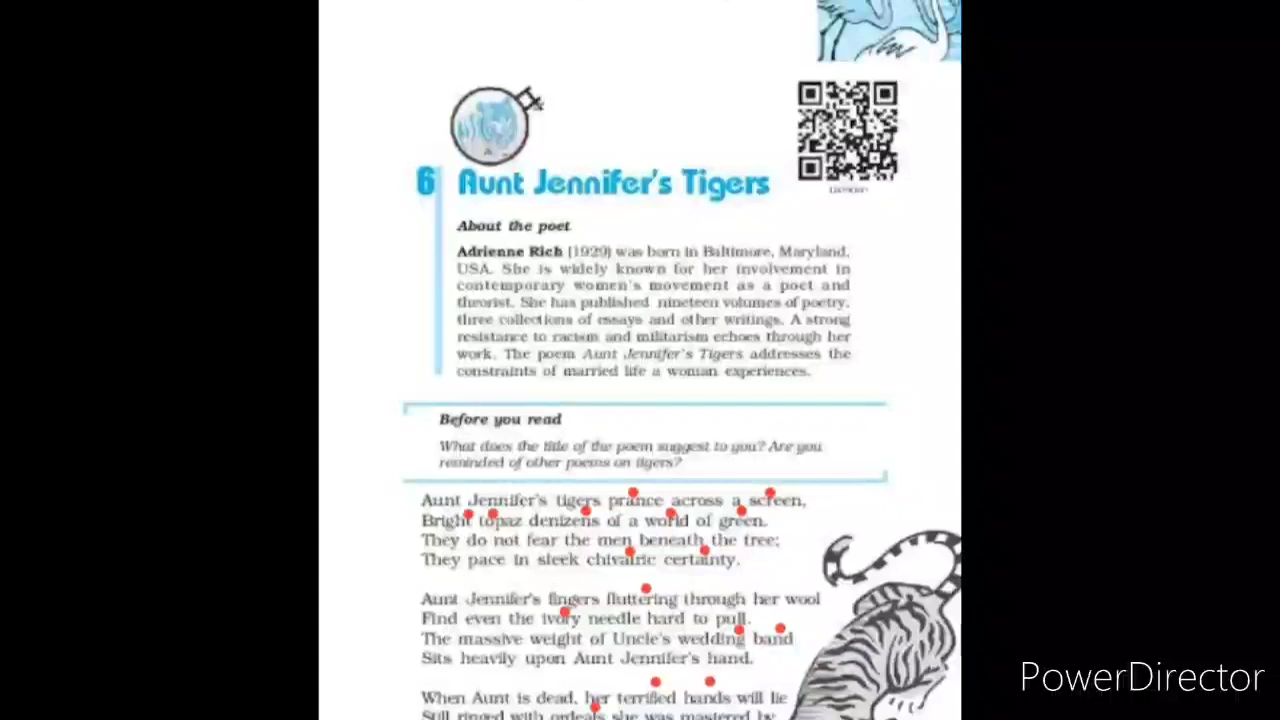 6 Aunt Jennifer's Tigers
About the poet
Adrienne Rich (1929) was born in Baltimore, Maryland,
USA. She is widely known for her involvement in
contemporary women's movement as a poet and
theorist. She has published nineteen volumes of poetry,
three collections of essays and other writings. A strong
resistance to racism and militarism echoes through her
work. The poem Aunt Jennifer's Tigers addresses the
constraints of married life a woman experiences.
Before you read
What does the title of the poem suggest to you? Are you
reminded of other poems on tigers?
Aunt Jennifer's tigers prance across a screen,
Bright topaz denizens of a world of green.
They do not fear the men beneath the tree;
They pace in sleek chivalric certainty.
Aunt Jennifer's fingers fluttering through her wool
Find even the ivory needle hard to pull.
The massive weight of Uncle's wedding band
Sits heavily upon Aunt Jennifer's hand.
When Aunt is dead, her terrified hands will lie
Still ringed with ordeals she was mastered by
PowerDirector